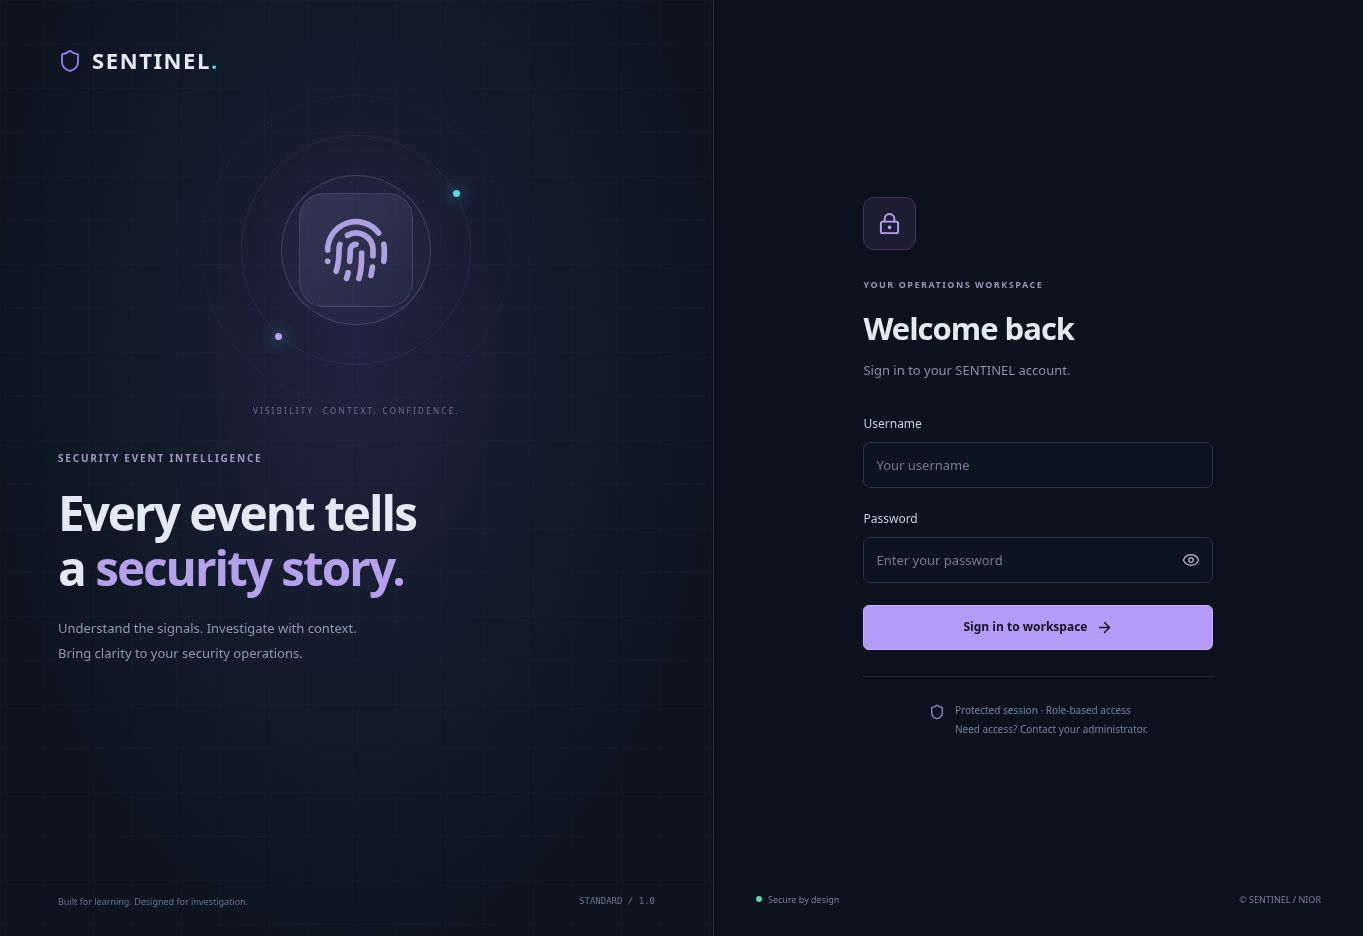 SENTINEL.
VISIBILITY. CONTEXT. CONFIDENCE.
SECURITY EVENT INTELLIGENCE
Every event tells
a security story.
Understand the signals. Investigate with context.
Bring clarity to your security operations.
Built for learning. Designed for investigation.
STANDARD / 1.0
YOUR OPERATIONS WORKSPACE
Welcome back
Sign in to your SENTINEL account.
Username
Your username
Password
Enter your password
Sign in to workspace
Protected session · Role-based access
Need access? Contact your administrator.
Secure by design
© SENTINEL / NIOR